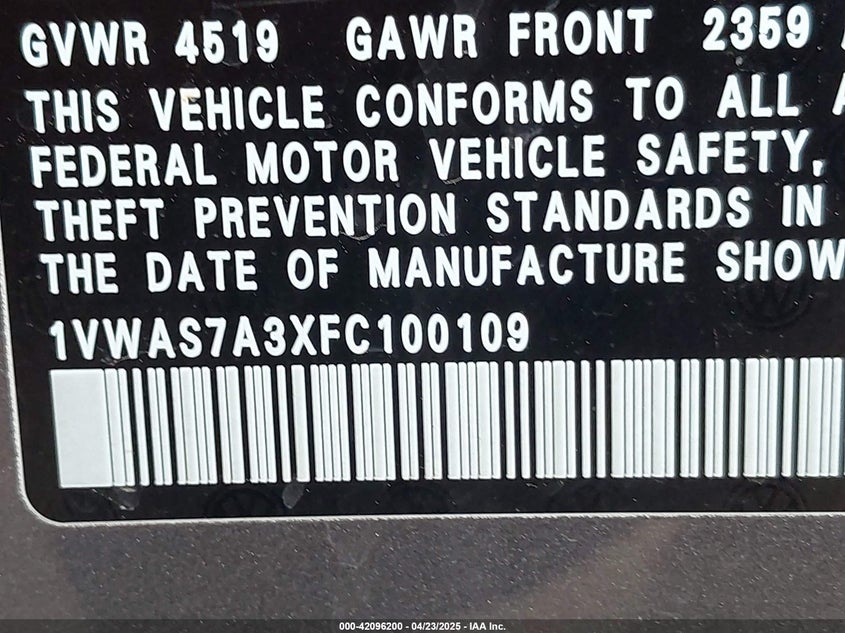 GVWR 4519 GAWR FRONT 2359
THIS VEHICLE CONFORMS TO ALL A
FEDERAL MOTOR VEHICLE SAFETY,
THEFT PREVENTION STANDARDS IN
THE DATE OF MANUFACTURE SHOW
1VWAS7A3XFC100109
000-42096200 - 04/23/2025 - IAA Inc.